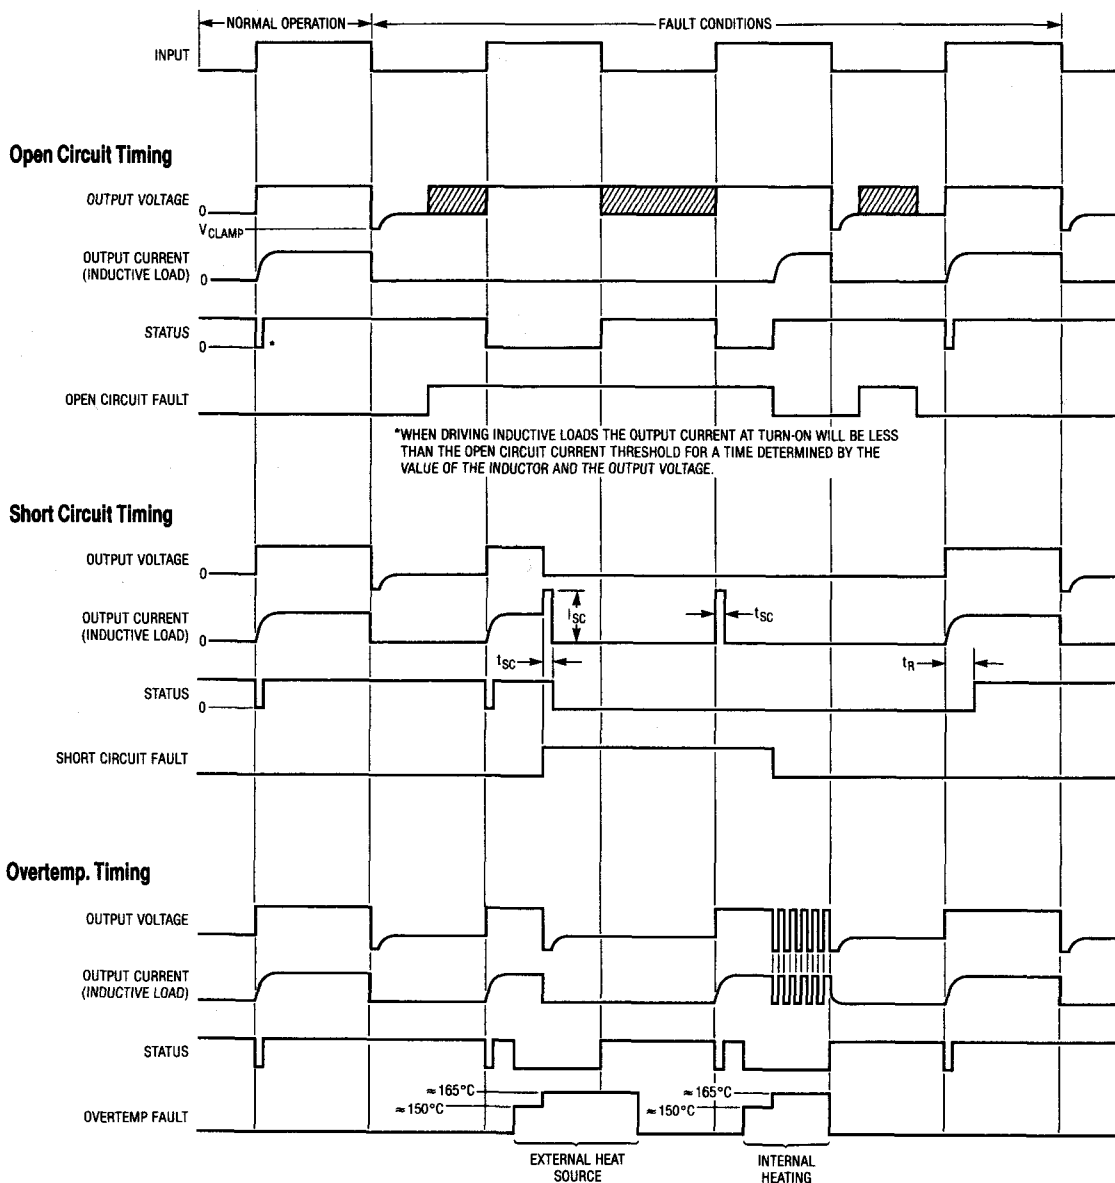 NORMAL OPERATION
FAULT CONDITIONS
INPUT
Open Circuit Timing
OUTPUT VOLTAGE
0
VCLAMP
OUTPUT CURRENT
(INDUCTIVE LOAD)
0
STATUS
0
*
OPEN CIRCUIT FAULT
*WHEN DRIVING INDUCTIVE LOADS THE OUTPUT CURRENT AT TURN-ON WILL BE LESS
THAN THE OPEN CIRCUIT CURRENT THRESHOLD FOR A TIME DETERMINED BY THE
VALUE OF THE INDUCTOR AND THE OUTPUT VOLTAGE.
Short Circuit Timing
OUTPUT VOLTAGE
0
OUTPUT CURRENT
(INDUCTIVE LOAD)
0
ISC
tSC
tSC
tR
STATUS
0
SHORT CIRCUIT FAULT
Overtemp. Timing
OUTPUT VOLTAGE
OUTPUT CURRENT
(INDUCTIVE LOAD)
STATUS
≈165°C
≈165°C
≈150°C
≈150°C
OVERTEMP FAULT
EXTERNAL HEAT
SOURCE
INTERNAL
HEATING